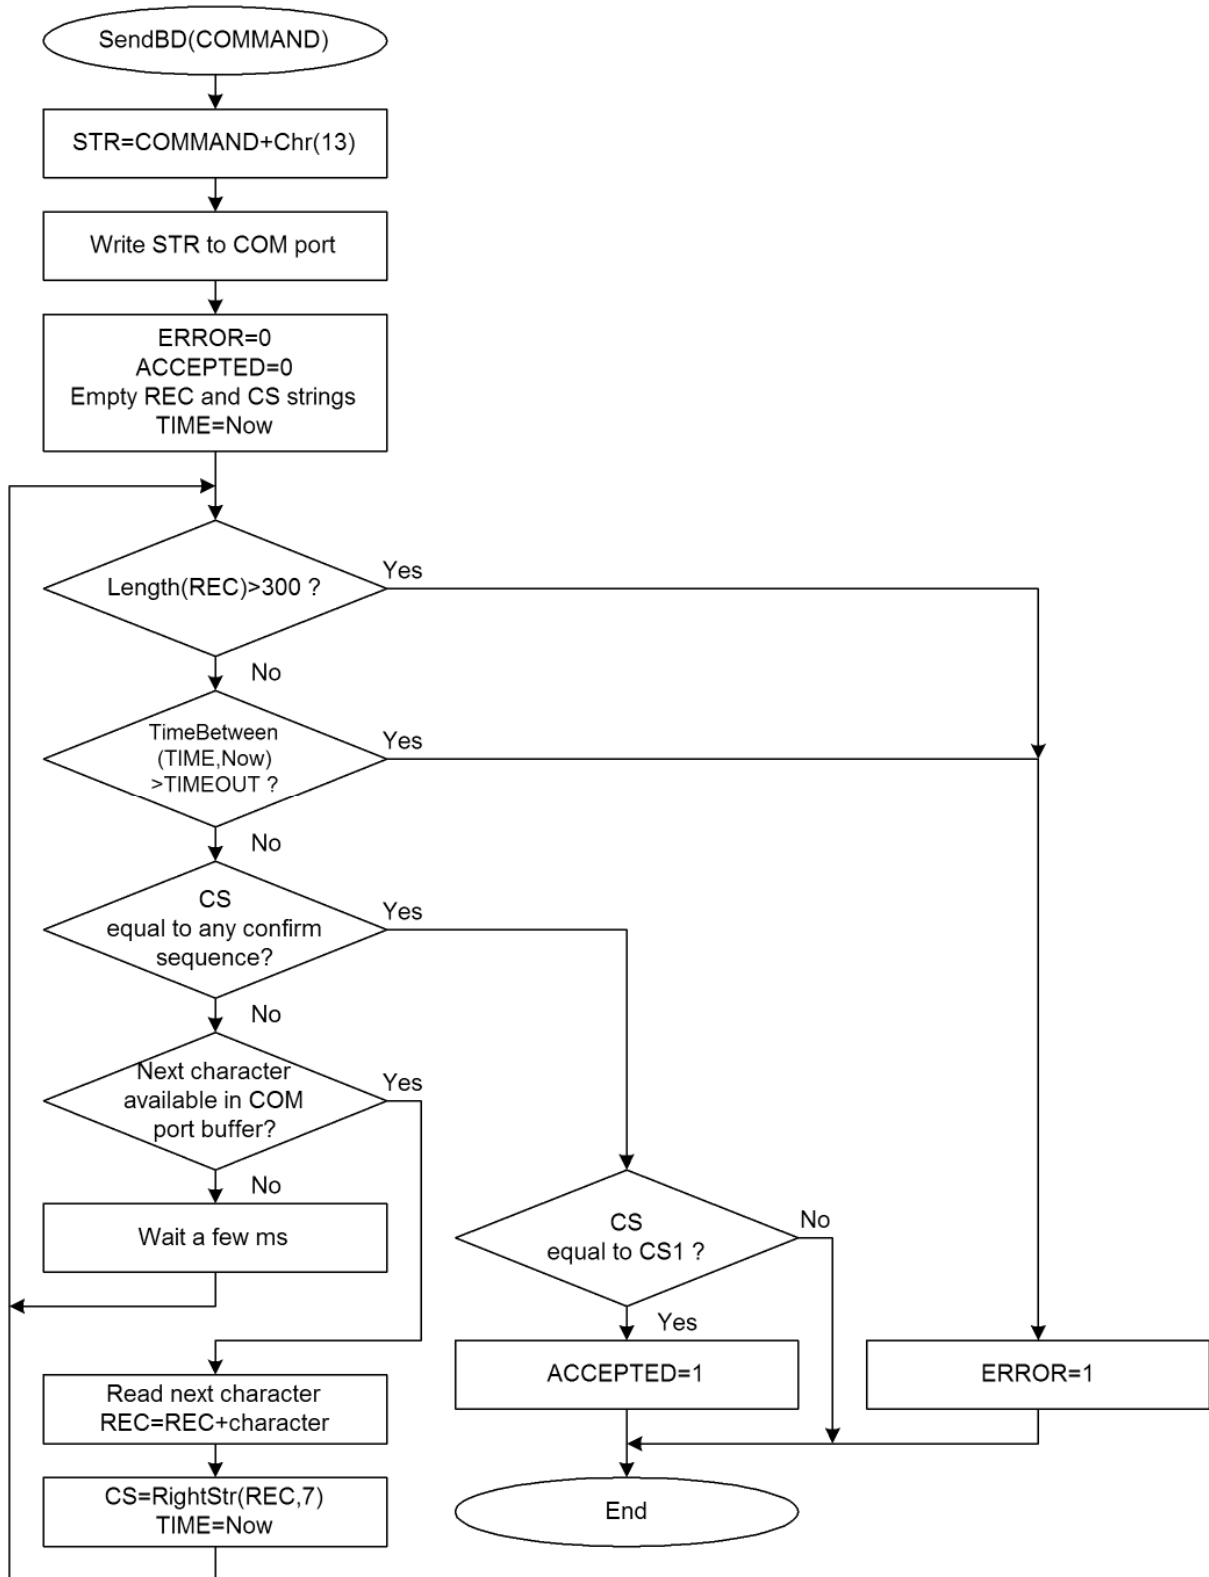 SendBD(COMMAND)
STR=COMMAND+Chr(13)
Write STR to COM port
ERROR=0
ACCEPTED=0
Empty REC and CS strings
TIME=Now
Length(REC)>300 ?
Yes
No
TimeBetween
(TIME,Now)
>TIMEOUT ?
Yes
No
CS
equal to any confirm
sequence?
Yes
No
Next character
available in COM
port buffer?
Yes
No
Wait a few ms
CS
equal to CS1 ?
No
Yes
ACCEPTED=1
ERROR=1
Read next character
REC=REC+character
CS=RightStr(REC,7)
TIME=Now
End